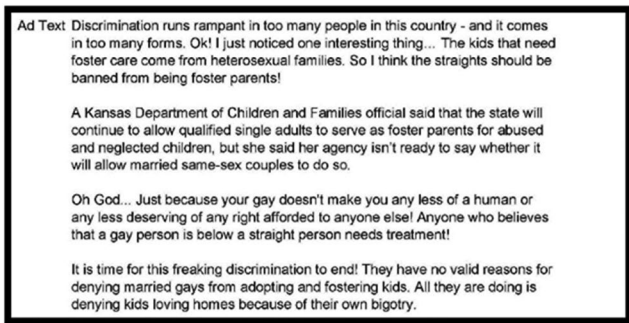 Ad Text Discrimination runs rampant in too many people in this country - and it comes
in too many forms. Ok! I just noticed one interesting thing... The kids that need
foster care come from heterosexual families. So I think the straights should be
banned from being foster parents!
A Kansas Department of Children and Families official said that the state will
continue to allow qualified single adults to serve as foster parents for abused
and neglected children, but she said her agency isn't ready to say whether it
will allow married same-sex couples to do so.
Oh God... Just because your gay doesn't make you any less of a human or
any less deserving of any right afforded to anyone else! Anyone who believes
that a gay person is below a straight person needs treatment!
It is time for this freaking discrimination to end! They have no valid reasons for
denying married gays from adopting and fostering kids. All they are doing is
denying kids loving homes because of their own bigotry.